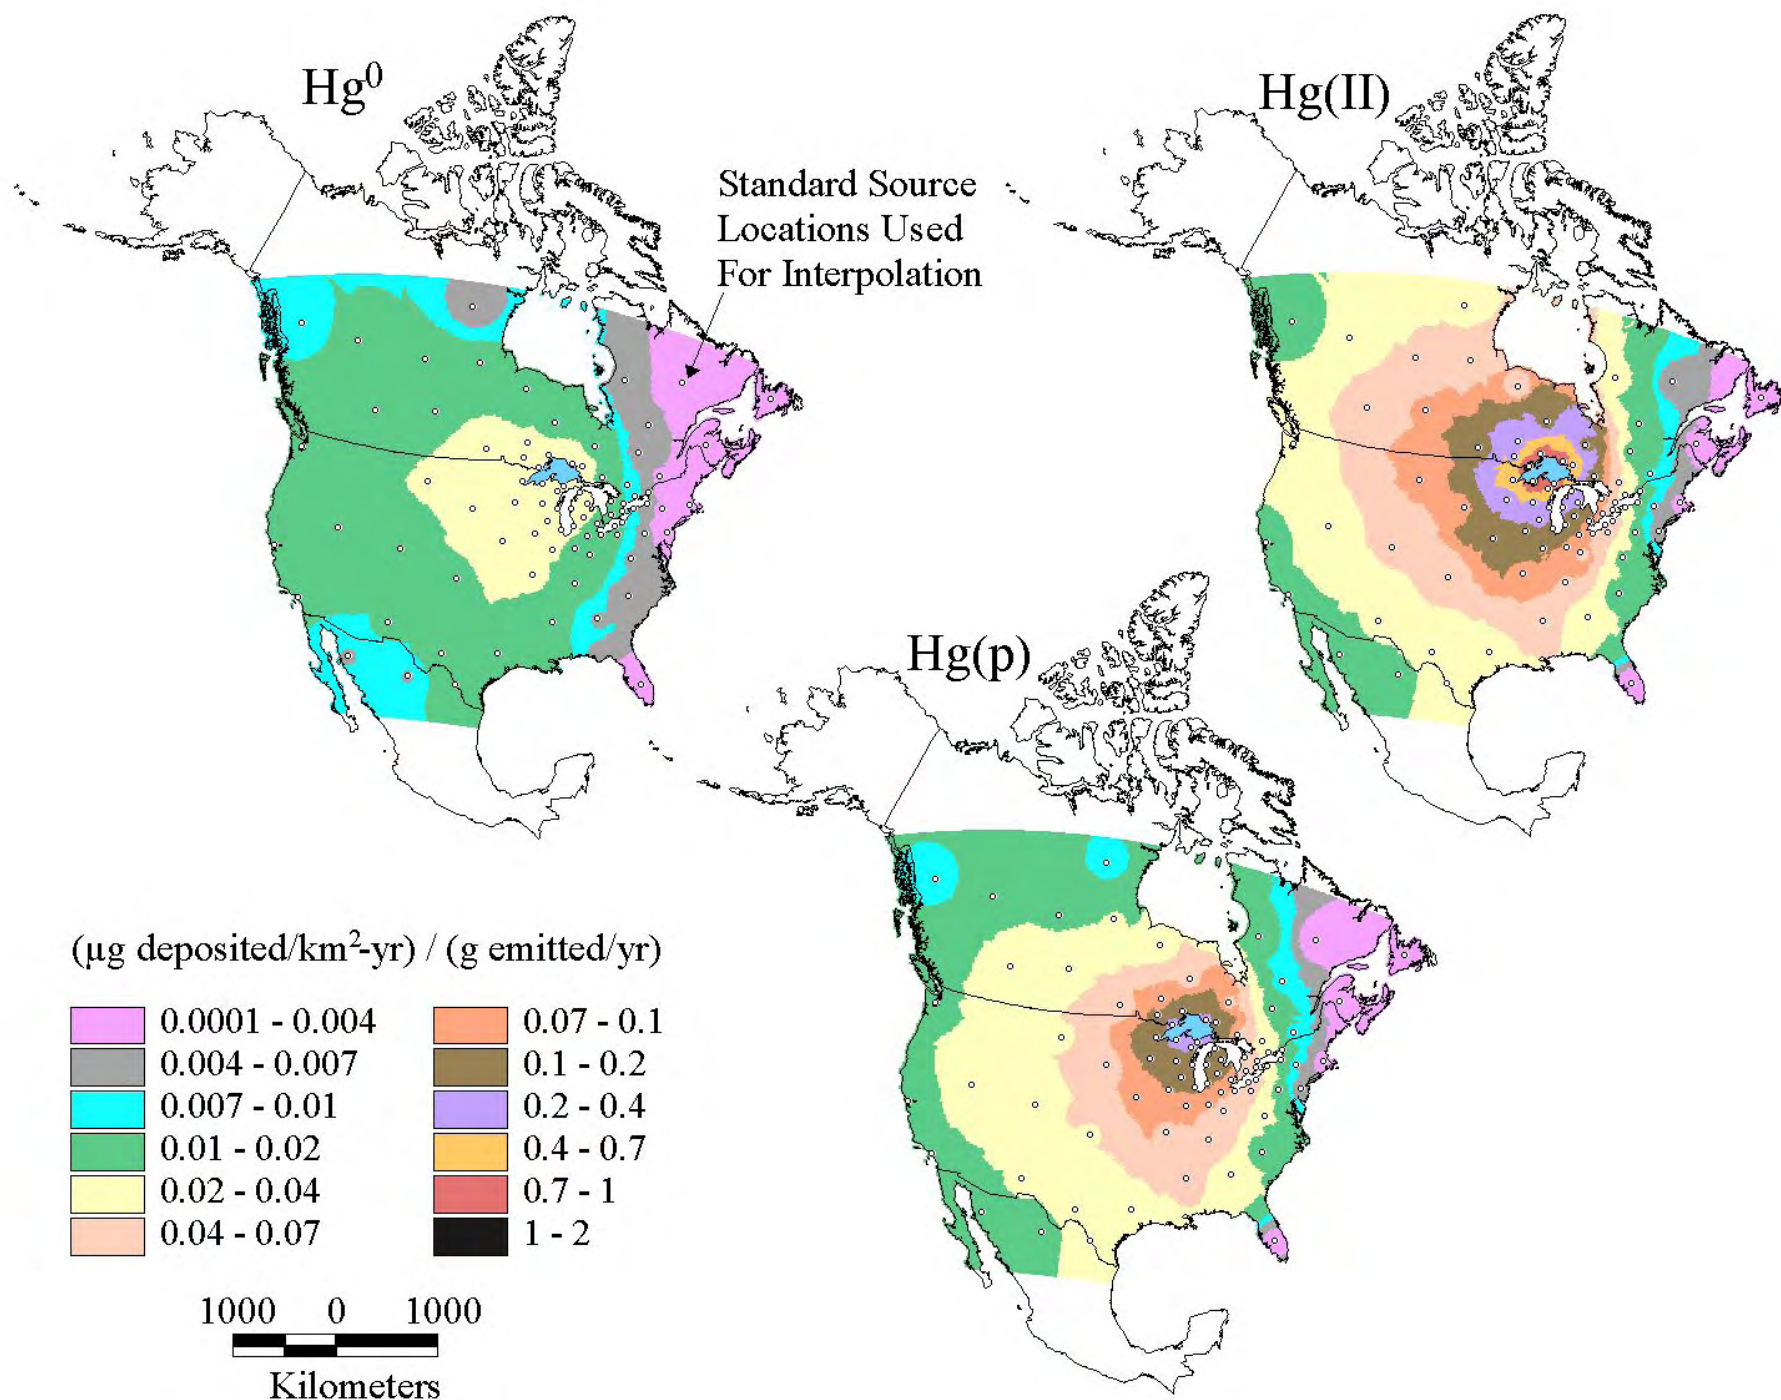 Hg⁰
Hg(II)
Standard Source
Locations Used
For Interpolation
Hg(p)
(µg deposited/km²-yr) / (g emitted/yr)
0.0001 - 0.004
0.004 - 0.007
0.007 - 0.01
0.01 - 0.02
0.02 - 0.04
0.04 - 0.07
0.07 - 0.1
0.1 - 0.2
0.2 - 0.4
0.4 - 0.7
0.7 - 1
1 - 2
1000 0 1000
Kilometers